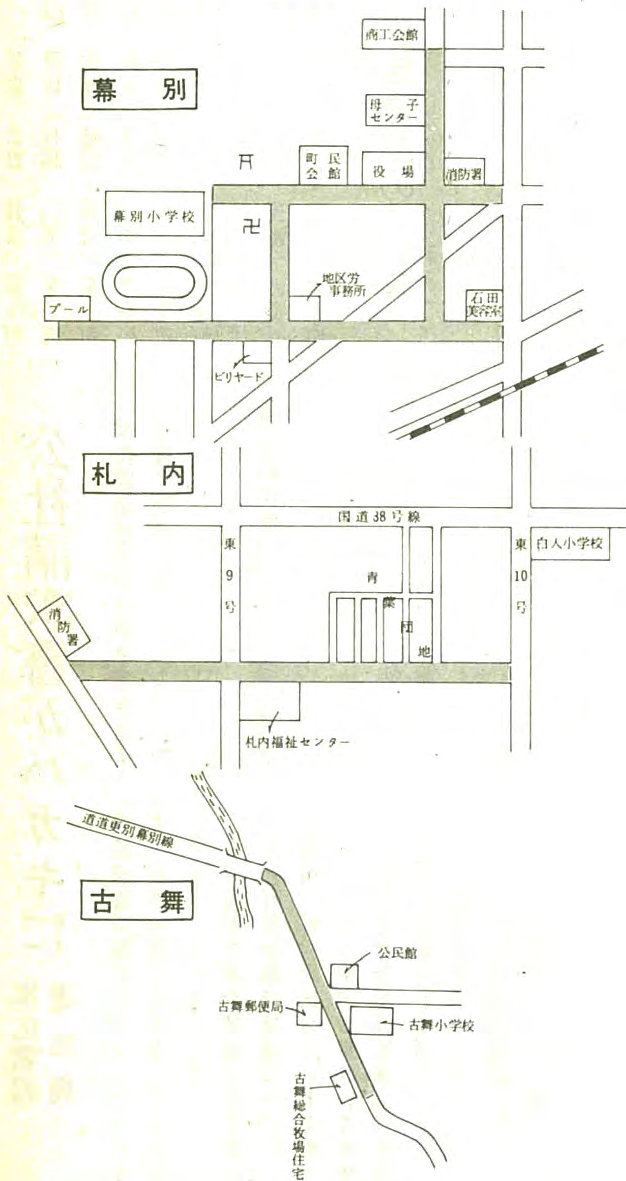 商工会館
幕別
母子
センター
町民
会館
役場
消防署
幕別小学校
地区労
事務所
プール
石田
美容室
ビリヤード
札内
国道38号線
東9号
東10号
白人小学校
青葉団地
消防署
札内福祉センター
道道更別幕別線
古舞
公民館
古舞郵便局
古舞小学校
古舞総合牧場住宅